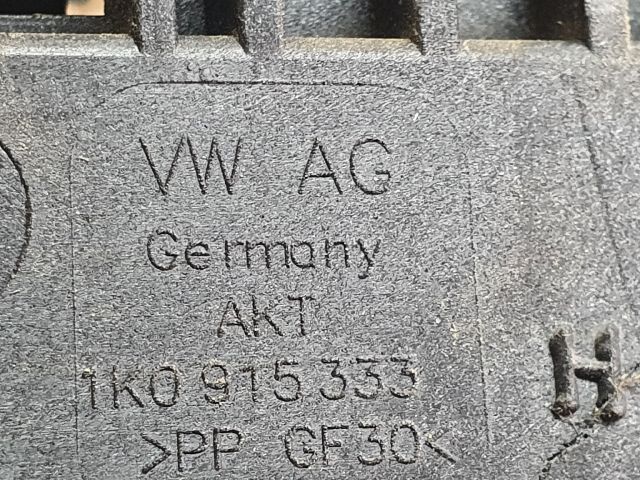 VW AG
Germany
AKT
1K0 915 333
>PP GF30<
H